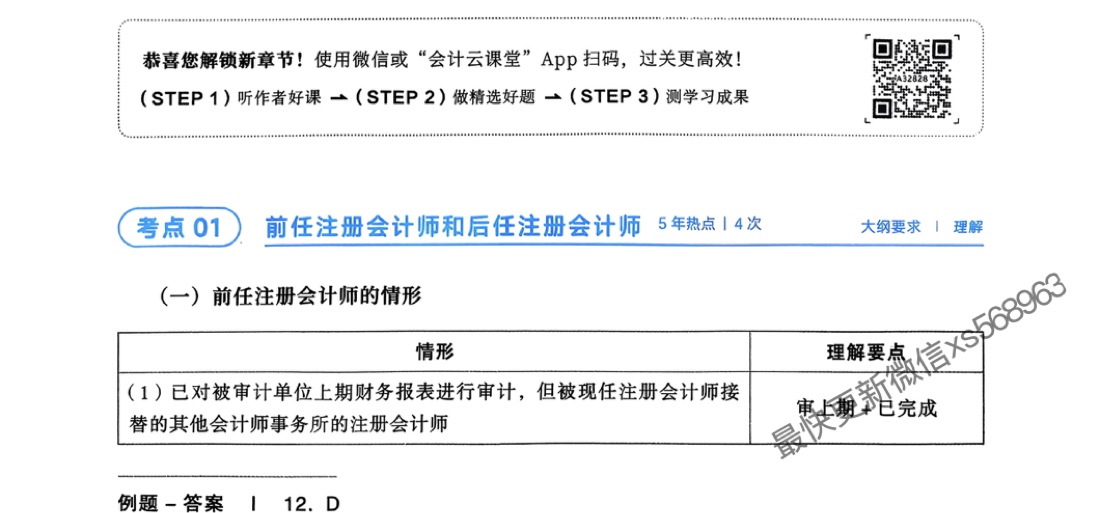 恭喜您解锁新章节！使用微信或“会计云课堂”App 扫码，过关更高效！
（STEP 1）听作者好课 ⇀（STEP 2）做精选好题 ⇀（STEP 3）测学习成果
A32828
考点 01 前任注册会计师和后任注册会计师 5 年热点 | 4 次 大纲要求 | 理解
（一）前任注册会计师的情形
情形 理解要点
（1）已对被审计单位上期财务报表进行审计，但被现任注册会计师接
替的其他会计师事务所的注册会计师
审上期 + 已完成
最快更新微信xs568963
例题 – 答案 | 12. D